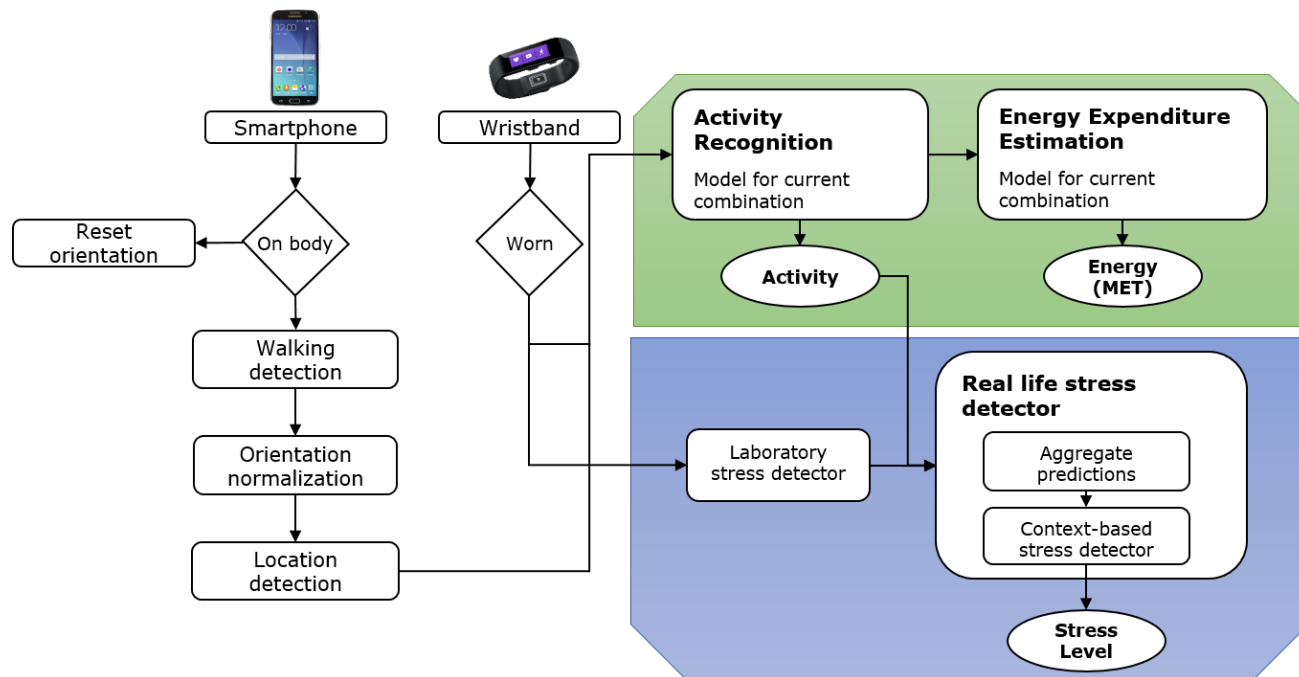 12:00
Smartphone
Wristband
On body
Reset
orientation
Worn
Walking
detection
Orientation
normalization
Location
detection
Activity
Recognition
Model for current
combination
Energy Expenditure
Estimation
Model for current
combination
Activity
Energy
(MET)
Laboratory
stress detector
Real life stress
detector
Aggregate
predictions
Context-based
stress detector
Stress
Level